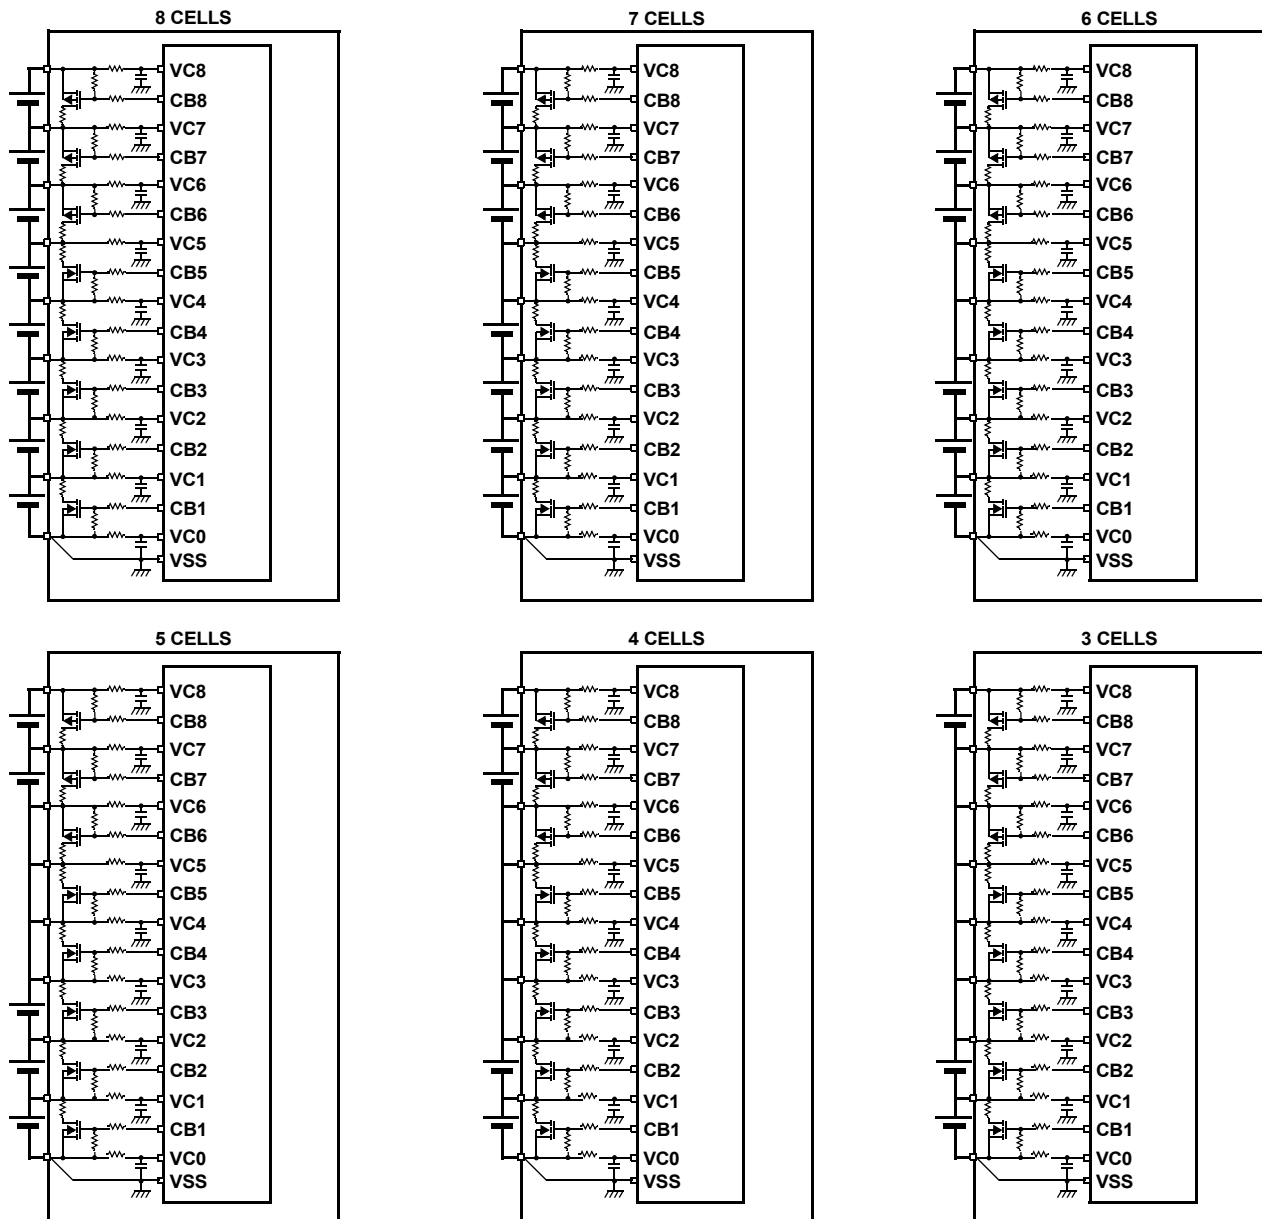 8 CELLS
VC8
CB8
VC7
CB7
VC6
CB6
VC5
CB5
VC4
CB4
VC3
CB3
VC2
CB2
VC1
CB1
VC0
VSS
7 CELLS
VC8
CB8
VC7
CB7
VC6
CB6
VC5
CB5
VC4
CB4
VC3
CB3
VC2
CB2
VC1
CB1
VC0
VSS
6 CELLS
VC8
CB8
VC7
CB7
VC6
CB6
VC5
CB5
VC4
CB4
VC3
CB3
VC2
CB2
VC1
CB1
VC0
VSS
5 CELLS
VC8
CB8
VC7
CB7
VC6
CB6
VC5
CB5
VC4
CB4
VC3
CB3
VC2
CB2
VC1
CB1
VC0
VSS
4 CELLS
VC8
CB8
VC7
CB7
VC6
CB6
VC5
CB5
VC4
CB4
VC3
CB3
VC2
CB2
VC1
CB1
VC0
VSS
3 CELLS
VC8
CB8
VC7
CB7
VC6
CB6
VC5
CB5
VC4
CB4
VC3
CB3
VC2
CB2
VC1
CB1
VC0
VSS